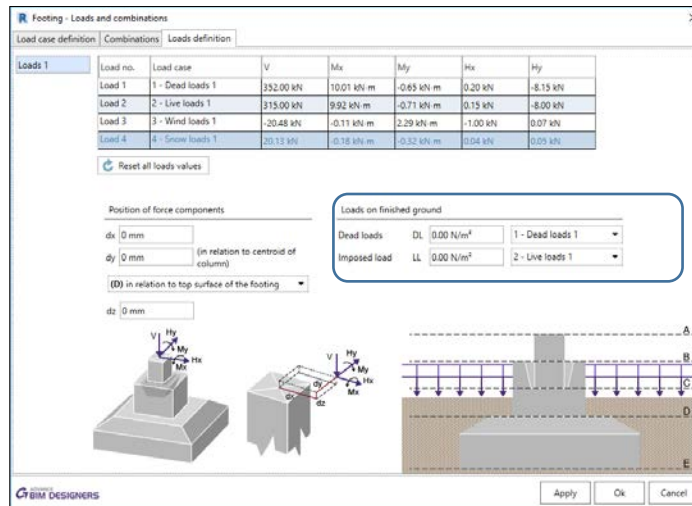 R Footing - Loads and combinations
Load case definition Combinations Loads definition
Loads 1
Load no. Load case V Mx My Hx Hy
Load 1 1 - Dead loads 1 352.00 kN 10.01 kN·m -0.65 kN·m 0.20 kN -8.15 kN
Load 2 2 - Live loads 1 315.00 kN 9.92 kN·m -0.71 kN·m 0.15 kN -8.00 kN
Load 3 3 - Wind loads 1 -20.48 kN -0.11 kN·m 2.29 kN·m -1.00 kN 0.07 kN
Load 4 4 - Snow loads 1 20.13 kN -0.18 kN·m -0.32 kN·m 0.04 kN 0.05 kN
Reset all loads values
Position of force components
dx 0 mm
dy 0 mm (in relation to centroid of column)
(D) in relation to top surface of the footing
dz 0 mm
Loads on finished ground
Dead loads DL 0.00 N/m² 1 - Dead loads 1
Imposed load LL 0.00 N/m² 2 - Live loads 1
V Hy
My
Hx
Mx
V Hy
My
Hx
Mx
dy
dx
dz
A
B
C
D
E
ADVANCE
BIM DESIGNERS
Apply Ok Cancel